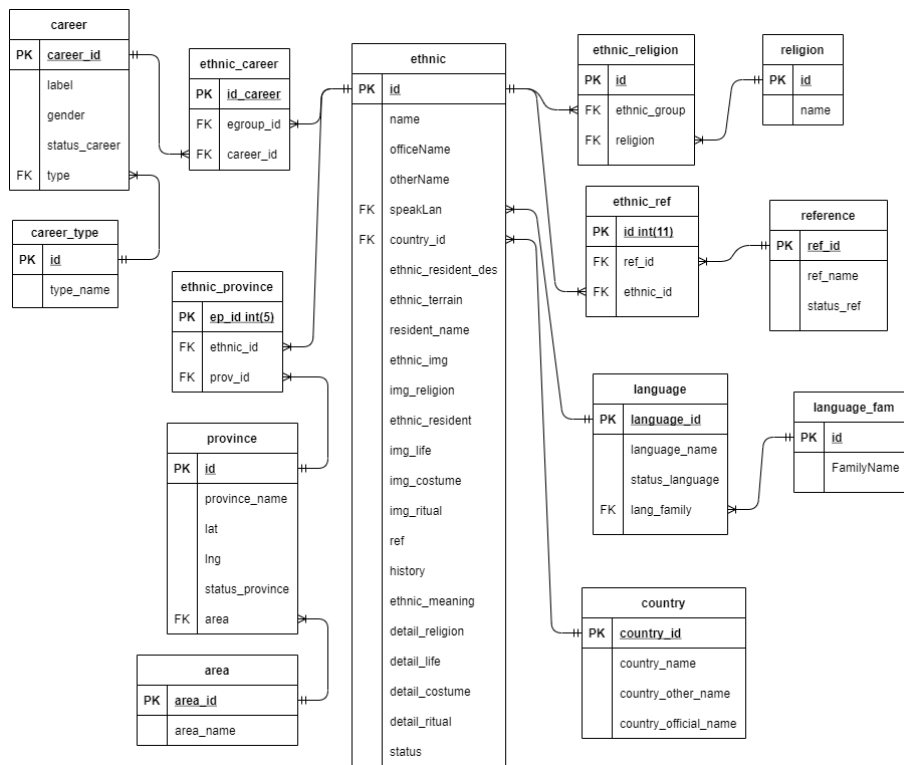 career
PK career_id
label
gender
status_career
FK type
career_type
PK id
type_name
ethnic_career
PK id_career
FK egroup_id
FK career_id
ethnic_province
PK ep_id int(5)
FK ethnic_id
FK prov_id
province
PK id
province_name
lat
lng
status_province
FK area
area
PK area_id
area_name
ethnic
PK id
name
officeName
otherName
FK speakLan
FK country_id
ethnic_resident_des
ethnic_terrain
resident_name
ethnic_img
img_religion
ethnic_resident
img_life
img_costume
img_ritual
ref
history
ethnic_meaning
detail_religion
detail_life
detail_costume
detail_ritual
status
ethnic_religion
PK id
FK ethnic_group
FK religion
religion
PK id
name
ethnic_ref
PK id int(11)
FK ref_id
FK ethnic_id
reference
PK ref_id
ref_name
status_ref
language
PK language_id
language_name
status_language
FK lang_family
language_fam
PK id
FamilyName
country
PK country_id
country_name
country_other_name
country_official_name